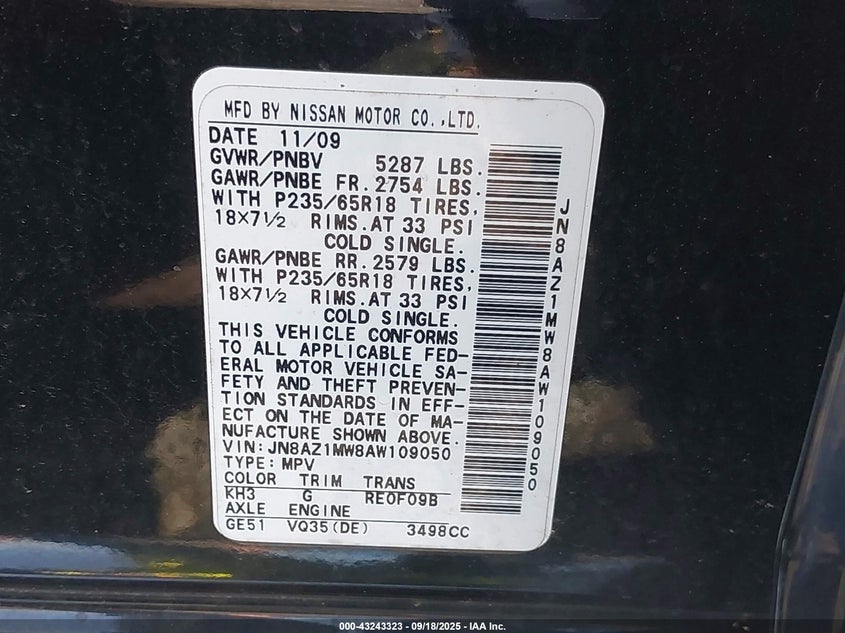 MFD BY NISSAN MOTOR CO.,LTD.
DATE 11/09
GVWR/PNBV 5287 LBS.
GAWR/PNBE FR. 2754 LBS.
WITH P235/65R18 TIRES,
18×7½ RIMS.AT 33 PSI
COLD SINGLE.
GAWR/PNBE RR. 2579 LBS.
WITH P235/65R18 TIRES,
18×7½ RIMS.AT 33 PSI
COLD SINGLE.
THIS VEHICLE CONFORMS
TO ALL APPLICABLE FED-
ERAL MOTOR VEHICLE SA-
FETY AND THEFT PREVEN-
TION STANDARDS IN EFF-
ECT ON THE DATE OF MA-
NUFACTURE SHOWN ABOVE.
VIN:JN8AZ1MW8AW109050
TYPE:MPV
COLOR TRIM TRANS
KH3 G RE0F09B
AXLE ENGINE
GE51 VQ35(DE) 3498CC
JN8AZ1MW8AW109050
000-43243323 - 09/18/2025 - IAA Inc.